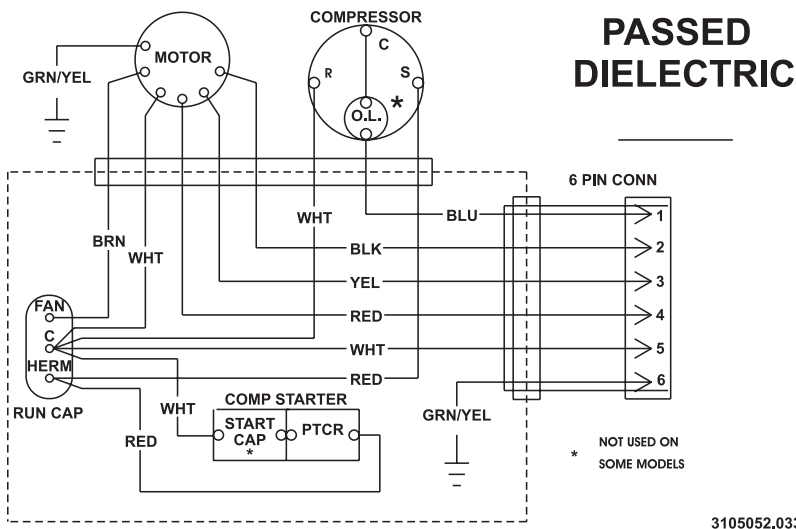 COMPRESSOR
PASSED
DIELECTRIC
MOTOR
C
R
S
GRN/YEL
O.L.
*
6 PIN CONN
WHT
BLU
1
BRN
WHT
BLK
2
YEL
3
FAN
RED
4
C
WHT
5
HERM
RED
6
RUN CAP
WHT
COMP STARTER
GRN/YEL
START
CAP
*
PTCR
RED
* NOT USED ON
SOME MODELS